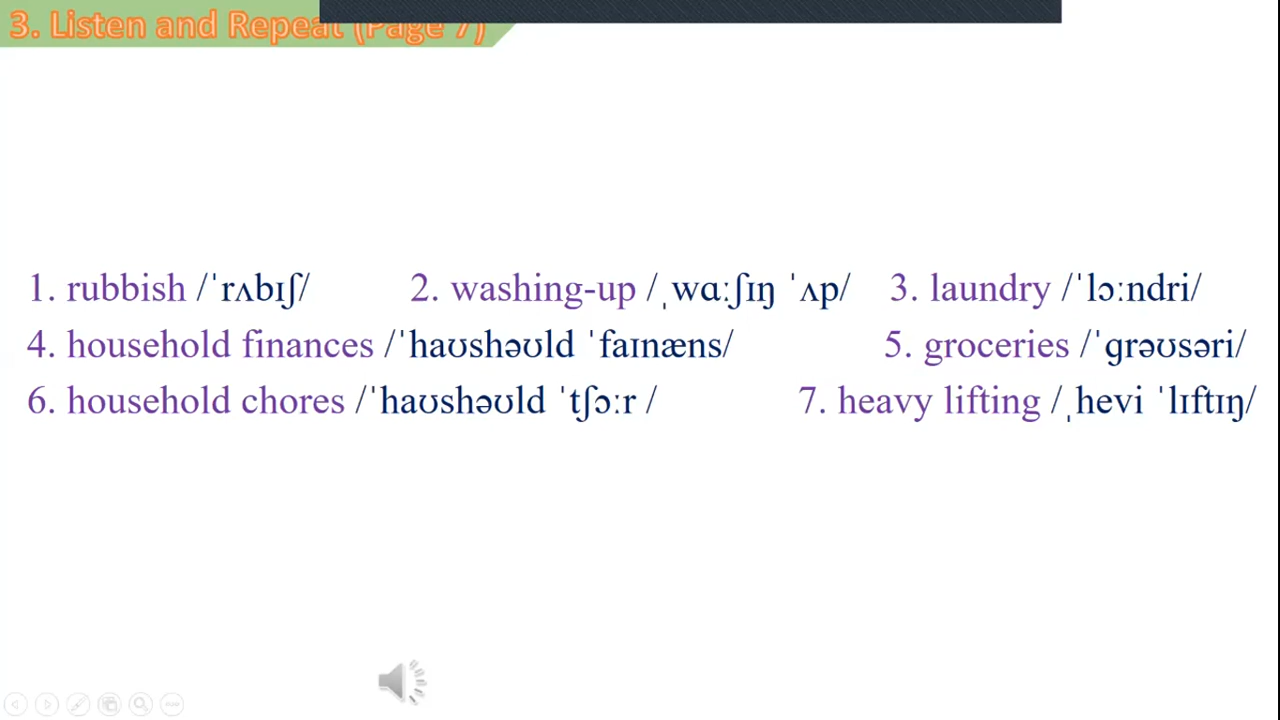 3. Listen and Repeat (Page 7)
1. rubbish /ˈrʌbɪʃ/ 2. washing-up /ˌwɑːʃɪŋ ˈʌp/ 3. laundry /ˈlɔːndri/
4. household finances /ˈhaʊshəʊld ˈfaɪnæns/ 5. groceries /ˈɡrəʊsəri/
6. household chores /ˈhaʊshəʊld ˈtʃɔːr / 7. heavy lifting /ˌhevi ˈlɪftɪŋ/